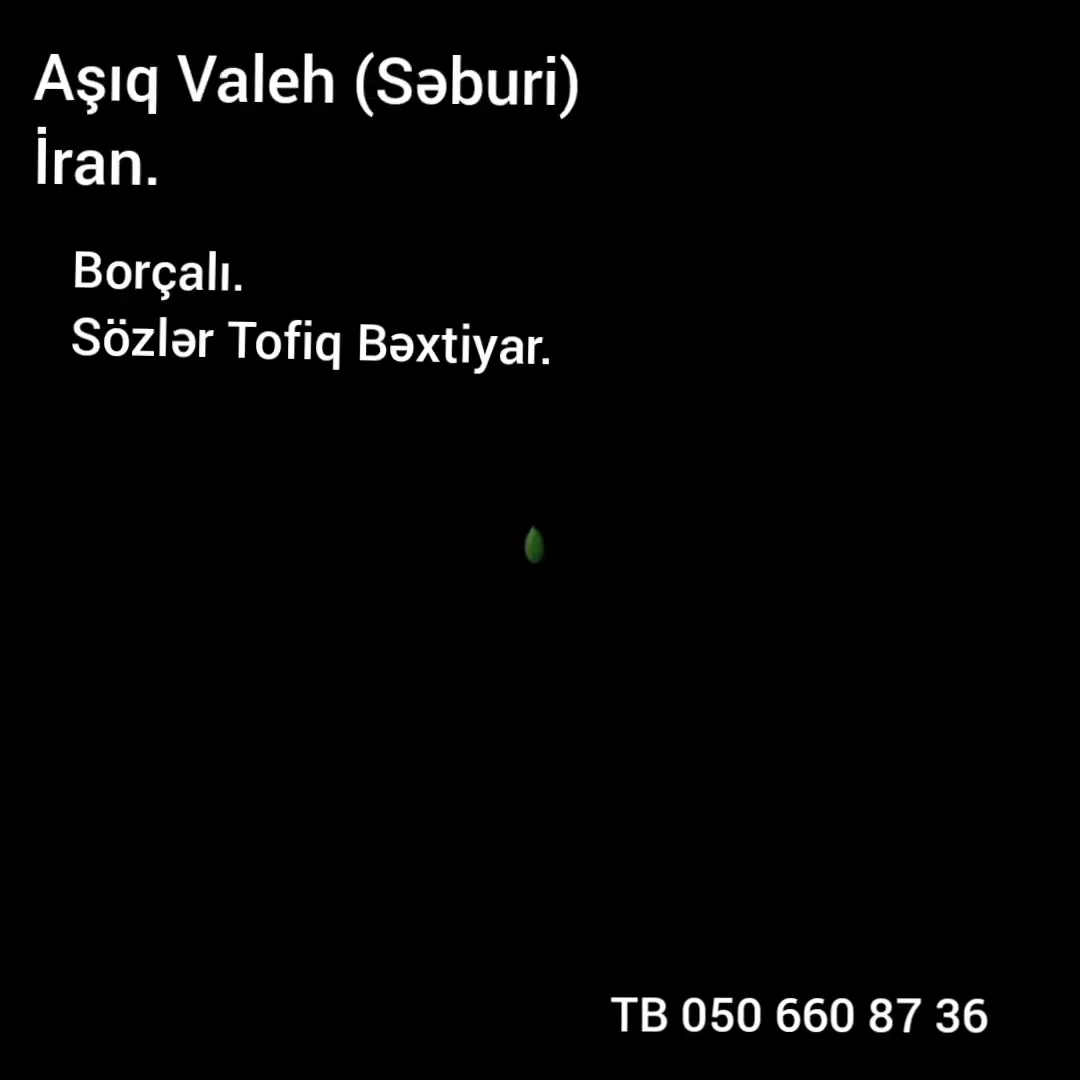 Aşıq Valeh (Səburi)
İran.
Borçalı.
Sözlər Tofiq Bəxtiyar.
TB 050 660 87 36